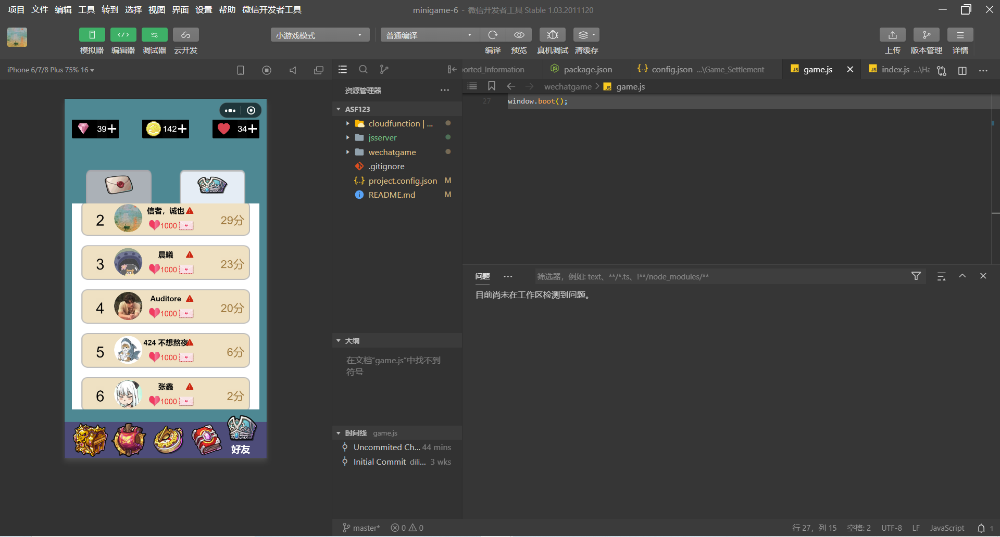 项目 文件 编辑 工具 转到 选择 视图 界面 设置 帮助 微信开发者工具
minigame-6 - 微信开发者工具 Stable 1.03.2011120
模拟器 编辑器 调试器 云开发
小游戏模式
普通编译
编译 预览 真机调试 清缓存
上传 版本管理 详情
iPhone 6/7/8 Plus 75% 16
39
142
34
2
信者，诚也
1000
29分
3
晨曦
1000
23分
4
Auditore
1000
20分
5
424 不想熬夜
1000
6分
6
张鑫
1000
2分
好友
资源管理器
ASF123
cloudfunction | ...
jsserver
wechatgame
.gitignore
project.config.json M
README.md M
大纲
在文档"game.js"中找不到
符号
时间线 game.js
Uncommited Ch... 44 mins
Initial Commit dili... 3 wks
orted_Information
package.json
config.json ...\Game_Settlement
game.js
index.js ...\Ha
wechatgame > game.js
27 window.boot();
问题
筛选器，例如: text、**/*.ts、!**/node_modules/**
目前尚未在工作区检测到问题。
master* 0 0
行 27，列 15 空格: 2 UTF-8 LF JavaScript 1